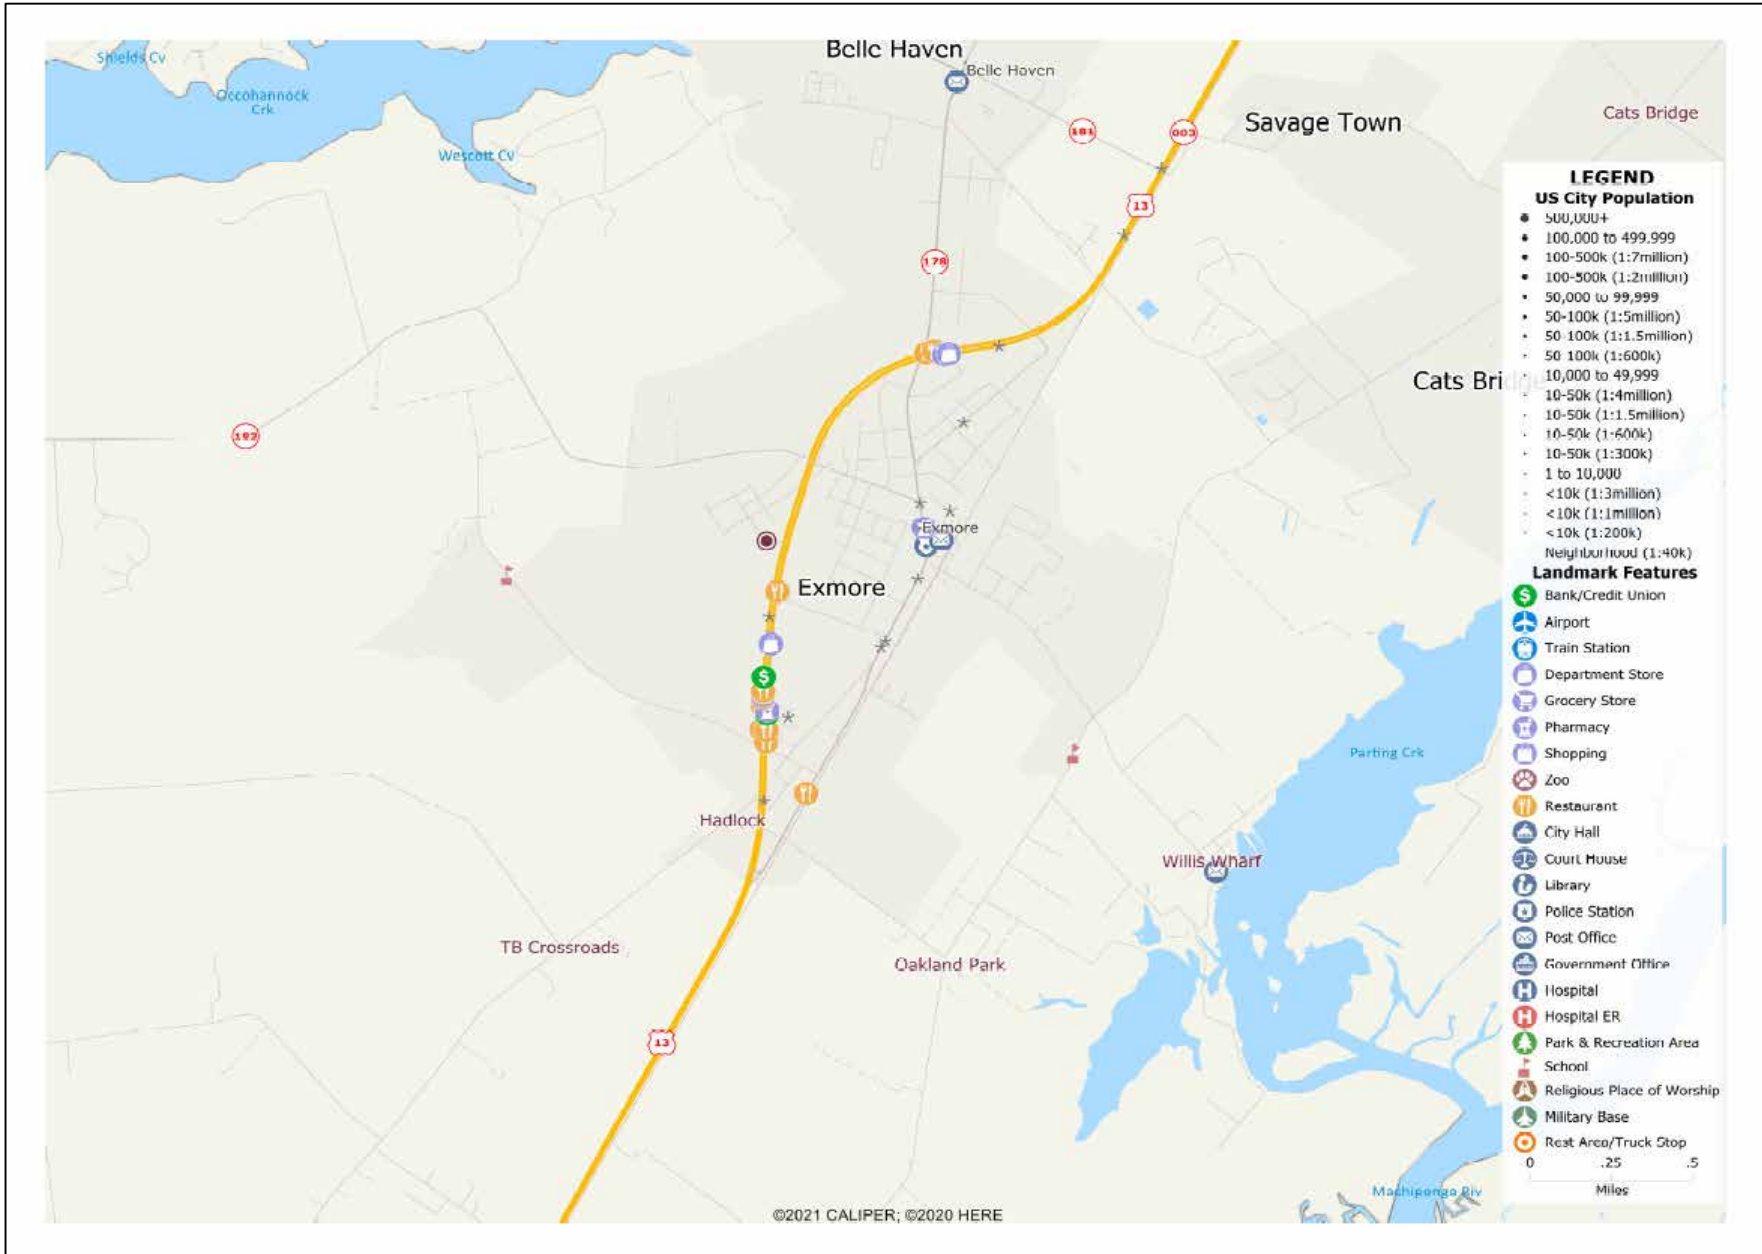 Belle Haven
Shields Cv
Belle Haven
Occohannock
Crk
Cats Bridge
Savage Town
181
003
Wescott Cv
13
178
Cats Bridge
192
Exmore
Exmore
Parting Crk
Hadlock
Willis Wharf
TB Crossroads
Oakland Park
13
Machipongo Riv
©2021 CALIPER; ©2020 HERE
LEGEND
US City Population
500,000+
100,000 to 499,999
100-500k (1:7million)
100-500k (1:2million)
50,000 to 99,999
50-100k (1:5million)
50-100k (1:1.5million)
50-100k (1:600k)
10,000 to 49,999
10-50k (1:4million)
10-50k (1:1.5million)
10-50k (1:600k)
10-50k (1:300k)
1 to 10,000
<10k (1:3million)
<10k (1:1million)
<10k (1:200k)
Neighborhood (1:40k)
Landmark Features
Bank/Credit Union
Airport
Train Station
Department Store
Grocery Store
Pharmacy
Shopping
Zoo
Restaurant
City Hall
Court House
Library
Police Station
Post Office
Government Office
Hospital
Hospital ER
Park & Recreation Area
School
Religious Place of Worship
Military Base
Rest Area/Truck Stop
0 .25 .5
Miles